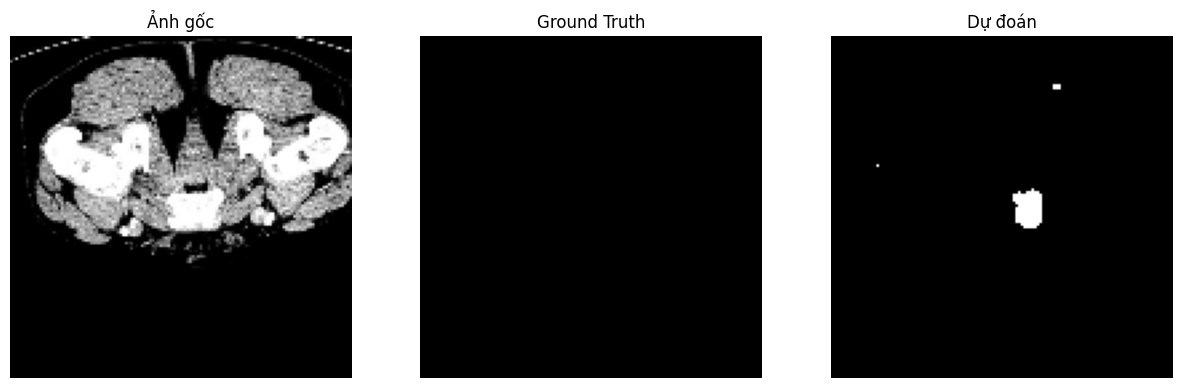 Ảnh gốc
Ground Truth
Dự đoán